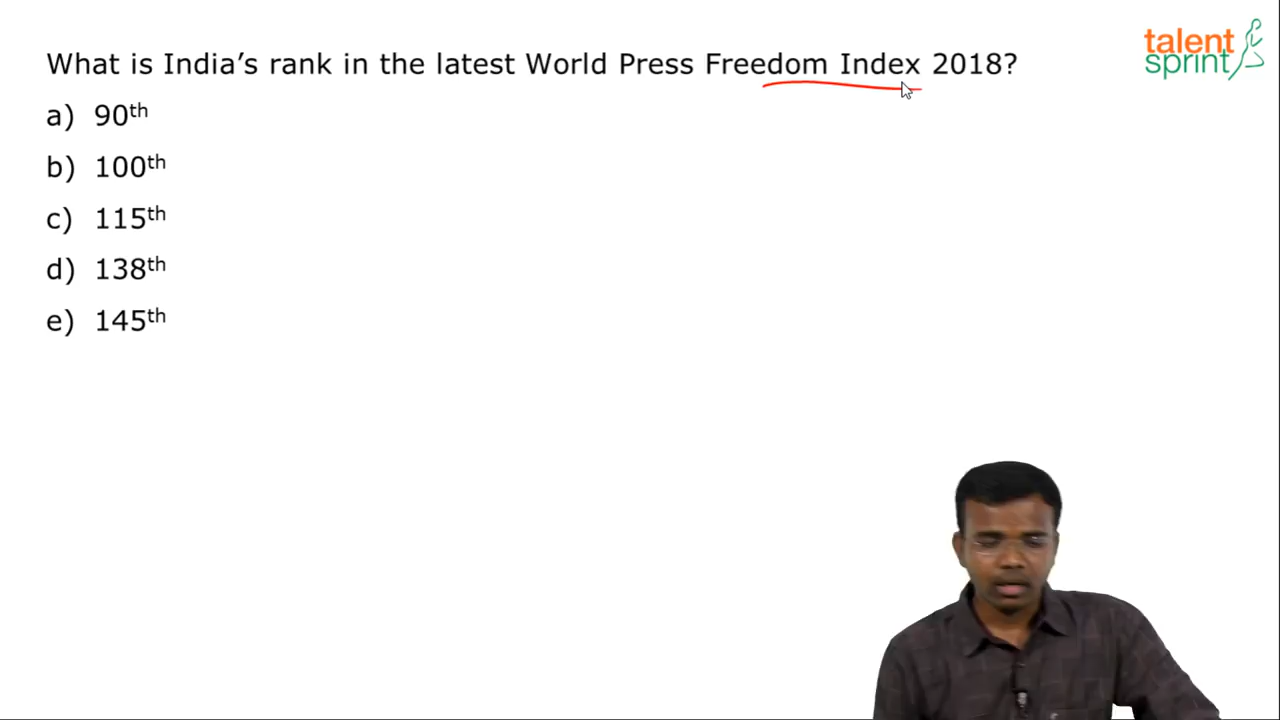 What is India's rank in the latest World Press Freedom Index 2018?
a) 90th
b) 100th
c) 115th
d) 138th
e) 145th
talent
sprint